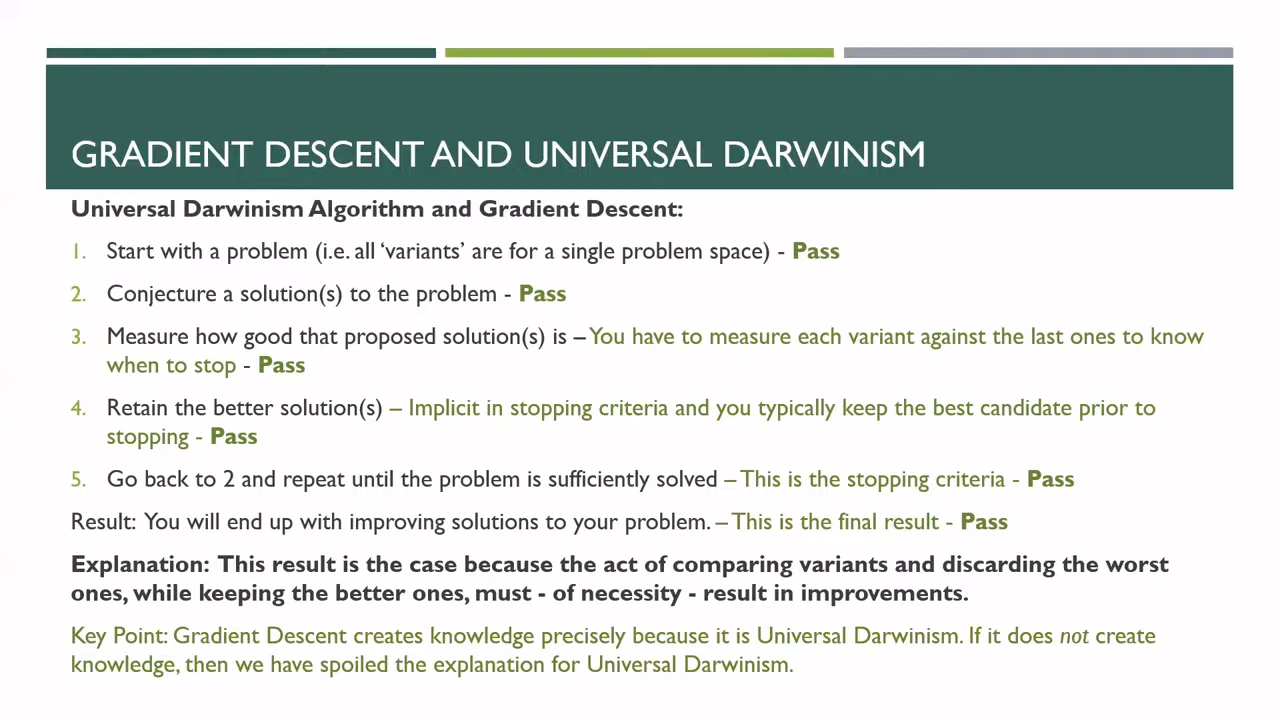 GRADIENT DESCENT AND UNIVERSAL DARWINISM
Universal Darwinism Algorithm and Gradient Descent:
1. Start with a problem (i.e. all ‘variants’ are for a single problem space) - Pass
2. Conjecture a solution(s) to the problem - Pass
3. Measure how good that proposed solution(s) is – You have to measure each variant against the last ones to know
when to stop - Pass
4. Retain the better solution(s) – Implicit in stopping criteria and you typically keep the best candidate prior to
stopping - Pass
5. Go back to 2 and repeat until the problem is sufficiently solved – This is the stopping criteria - Pass
Result: You will end up with improving solutions to your problem. – This is the final result - Pass
Explanation: This result is the case because the act of comparing variants and discarding the worst
ones, while keeping the better ones, must - of necessity - result in improvements.
Key Point: Gradient Descent creates knowledge precisely because it is Universal Darwinism. If it does not create
knowledge, then we have spoiled the explanation for Universal Darwinism.